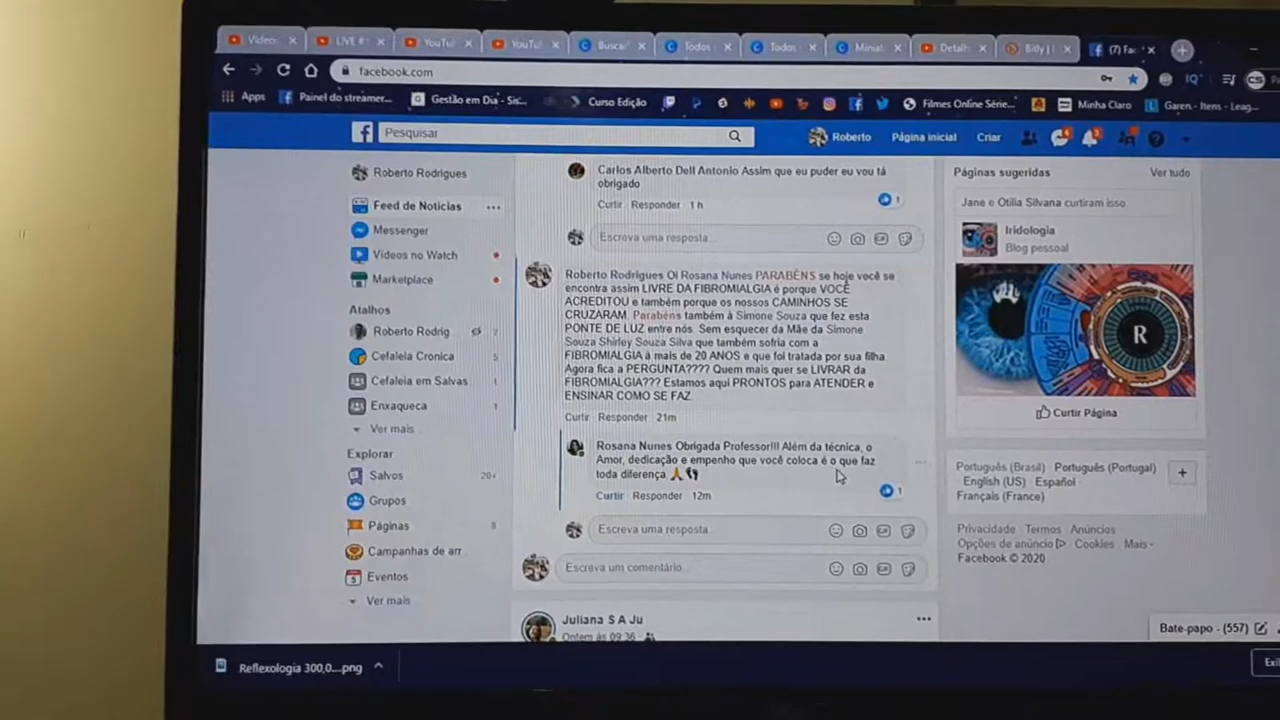 Videos
LIVE #
YouTu
YouTu
Busca
Todos
Todos
Miniat
Detalh
Bitly | L
(7) Fac
facebook.com
Apps
Painel do streamer...
Gestão em Dia - Sis...
Curso Edição
Filmes Online Série...
Minha Claro
Garen - Itens - Leag...
Pesquisar
Roberto
Página inicial
Criar
Roberto Rodrigues
Feed de Notícias
Messenger
Vídeos no Watch
Marketplace
Atalhos
Roberto Rodrig
2
Cefaleia Cronica
5
Cefaleia em Salvas
1
Enxaqueca
1
Ver mais
Explorar
Salvos
20+
Grupos
Páginas
8
Campanhas de arr
Eventos
Ver mais
Carlos Alberto Dell Antonio Assim que eu puder eu vou tá
obrigado
Curtir Responder 1 h
1
Escreva uma resposta...
Roberto Rodrigues Oi Rosana Nunes PARABÉNS se hoje você se
encontra assim LIVRE DA FIBROMIALGIA é porque VOCÊ
ACREDITOU e também porque os nossos CAMINHOS SE
CRUZARAM. Parabéns também à Simone Souza que fez esta
PONTE DE LUZ entre nós. Sem esquecer da Mãe da Simone
Souza Shirley Souza Silva que também sofria com a
FIBROMIALGIA à mais de 20 ANOS e que foi tratada por sua filha
Agora fica a PERGUNTA???? Quem mais quer se LIVRAR da
FIBROMIALGIA??? Estamos aqui PRONTOS para ATENDER e
ENSINAR COMO SE FAZ.
Curtir Responder 21m
Rosana Nunes Obrigada Professor!!! Além da técnica, o
Amor, dedicação e empenho que você coloca é o que faz
toda diferença 🙏👣
Curtir Responder 12m
1
Escreva uma resposta...
Escreva um comentário...
Juliana S A Ju
Ontem às 09:36
Páginas sugeridas
Ver tudo
Jane e Otilia Silvana curtiram isso
Iridologia
Blog pessoal
R
Curtir Página
Português (Brasil) · Português (Portugal)
English (US) · Español
Français (France)
Privacidade · Termos · Anúncios
Opções de anúncio · Cookies · Mais
Facebook © 2020
Bate-papo - (557)
Reflexologia 300,0....png
Exi